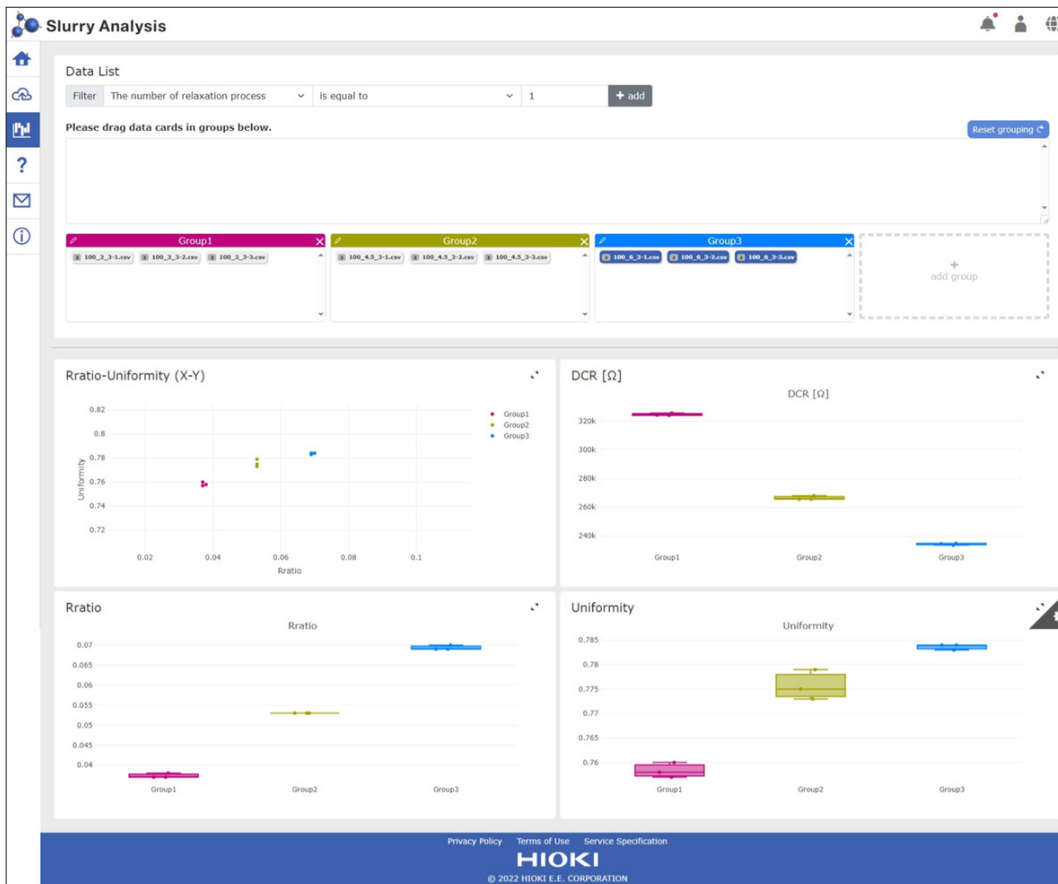 Slurry Analysis
Data List
Filter The number of relaxation process is equal to 1 + add
Please drag data cards in groups below.
Reset grouping
Group1
100_3_3-1.csv 100_3_3-2.csv 100_3_3-3.csv
Group2
100_4.5_3-1.csv 100_4.5_3-2.csv 100_4.5_3-3.csv
Group3
100_6_3-1.csv 100_6_3-2.csv 100_6_3-3.csv
+
add group
Rratio-Uniformity (X-Y)
0.82
0.8
0.78
0.76
0.74
0.72
Uniformity
0.02 0.04 0.06 0.08 0.1
Rratio
Group1
Group2
Group3
DCR [Ω]
DCR [Ω]
320k
300k
280k
260k
240k
Group1 Group2 Group3
Rratio
Rratio
0.07
0.065
0.06
0.055
0.05
0.045
0.04
Group1 Group2 Group3
Uniformity
Uniformity
0.785
0.78
0.775
0.77
0.765
0.76
Group1 Group2 Group3
Privacy Policy Terms of Use Service Specification
HIOKI
© 2022 HIOKI E.E. CORPORATION